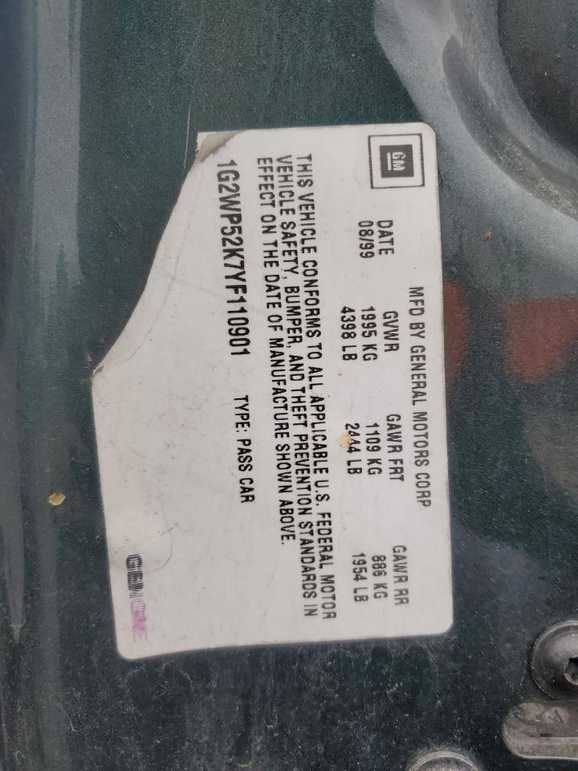 GM
MFD BY GENERAL MOTORS CORP
DATE GVWR GAWR FRT GAWR RR
08/99 1995 KG 1109 KG 886 KG
4398 LB 2444 LB 1954 LB
THIS VEHICLE CONFORMS TO ALL APPLICABLE U.S. FEDERAL MOTOR
VEHICLE SAFETY, BUMPER, AND THEFT PREVENTION STANDARDS IN
EFFECT ON THE DATE OF MANUFACTURE SHOWN ABOVE.
1G2WP52K7YF110901 TYPE: PASS CAR